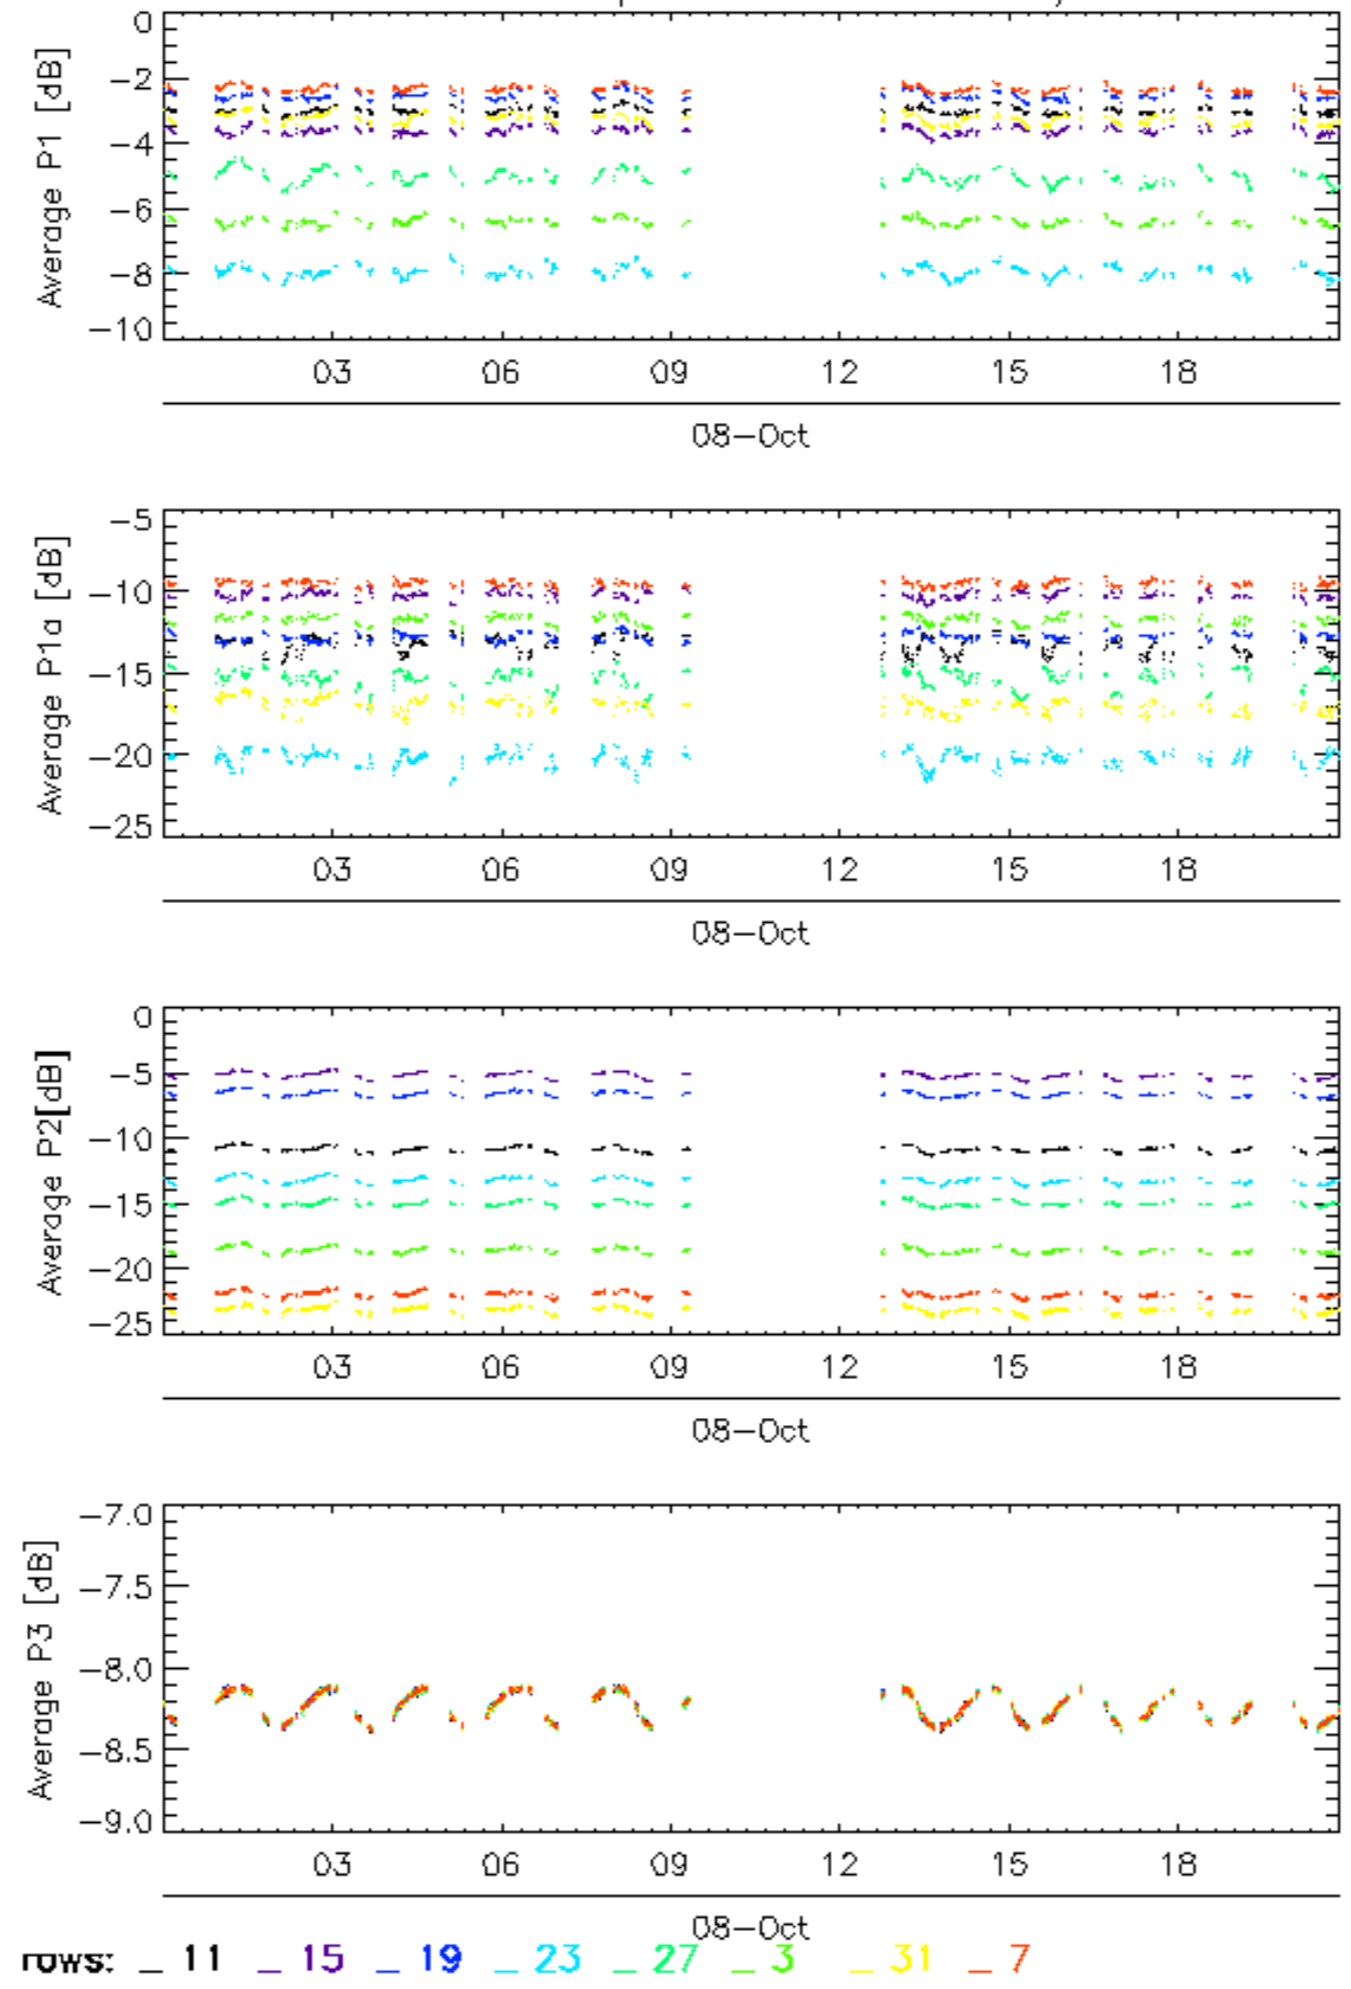 0
−2
−4
−6
−8
−10
Average P1 [dB]
03 06 09 12 15 18
08−Oct
−5
−10
−15
−20
−25
Average P1a [dB]
03 06 09 12 15 18
08−Oct
0
−5
−10
−15
−20
−25
Average P2[dB]
03 06 09 12 15 18
08−Oct
−7.0
−7.5
−8.0
−8.5
−9.0
Average P3 [dB]
03 06 09 12 15 18
08−Oct
rows: _ 11 _ 15 _ 19 _ 23 _ 27 _ 3 _ 31 _ 7